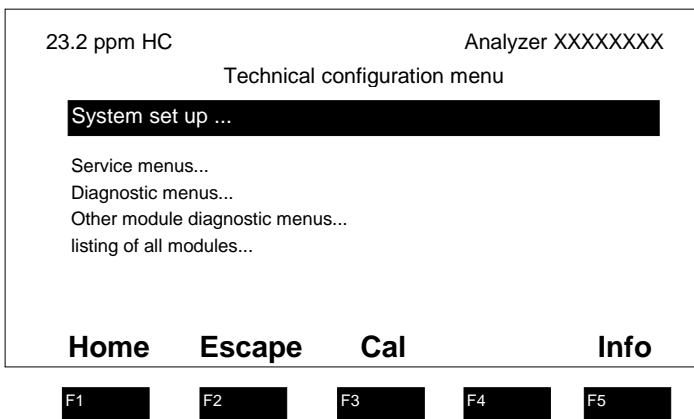 23.2 ppm HC Analyzer XXXXXXXX
Technical configuration menu
System set up ...
Service menus...
Diagnostic menus...
Other module diagnostic menus...
listing of all modules...
Home Escape Cal Info
F1 F2 F3 F4 F5